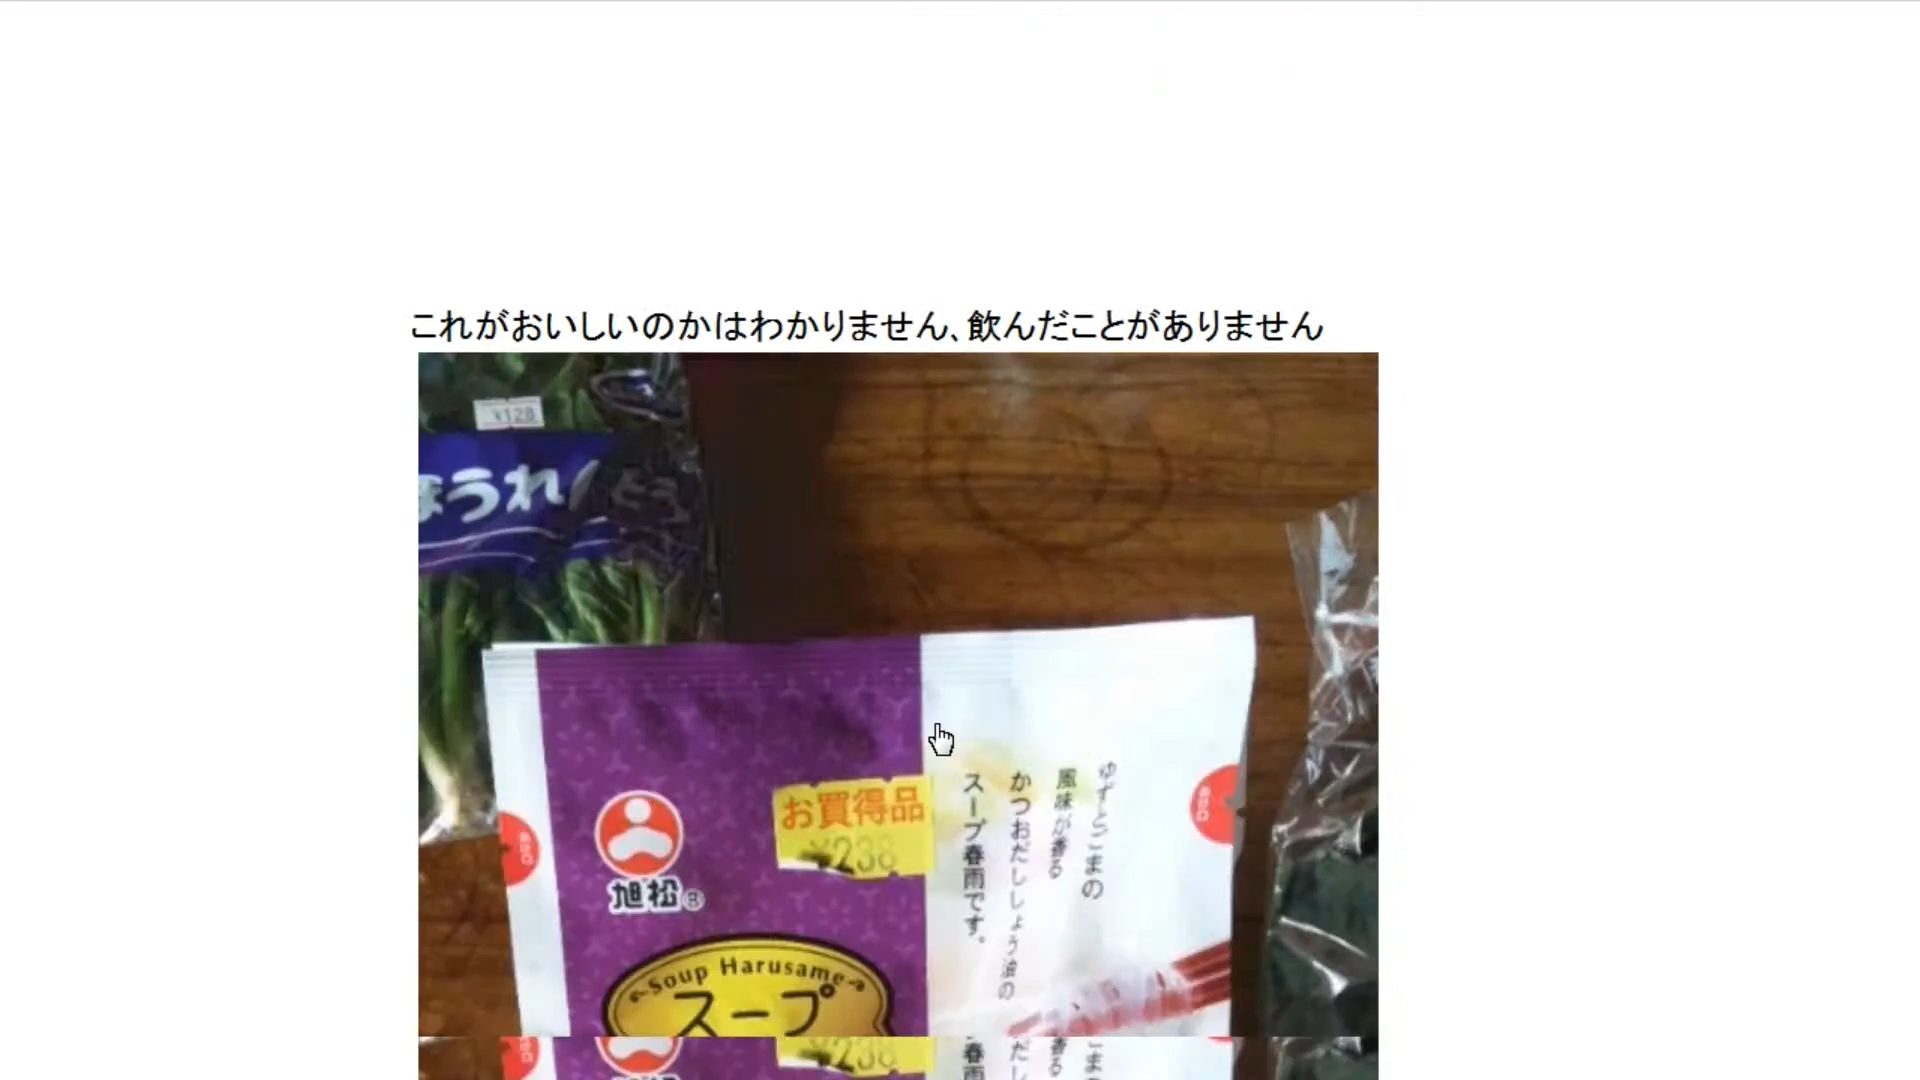 これがおいしいのかはわかりません、飲んだことがありません
¥128
ほうれんそう
お買得品
¥238
旭松®
Soup Harusame
スープ
ゆずとごまの
風味が香る
かつおだししょう油の
スープ春雨です。